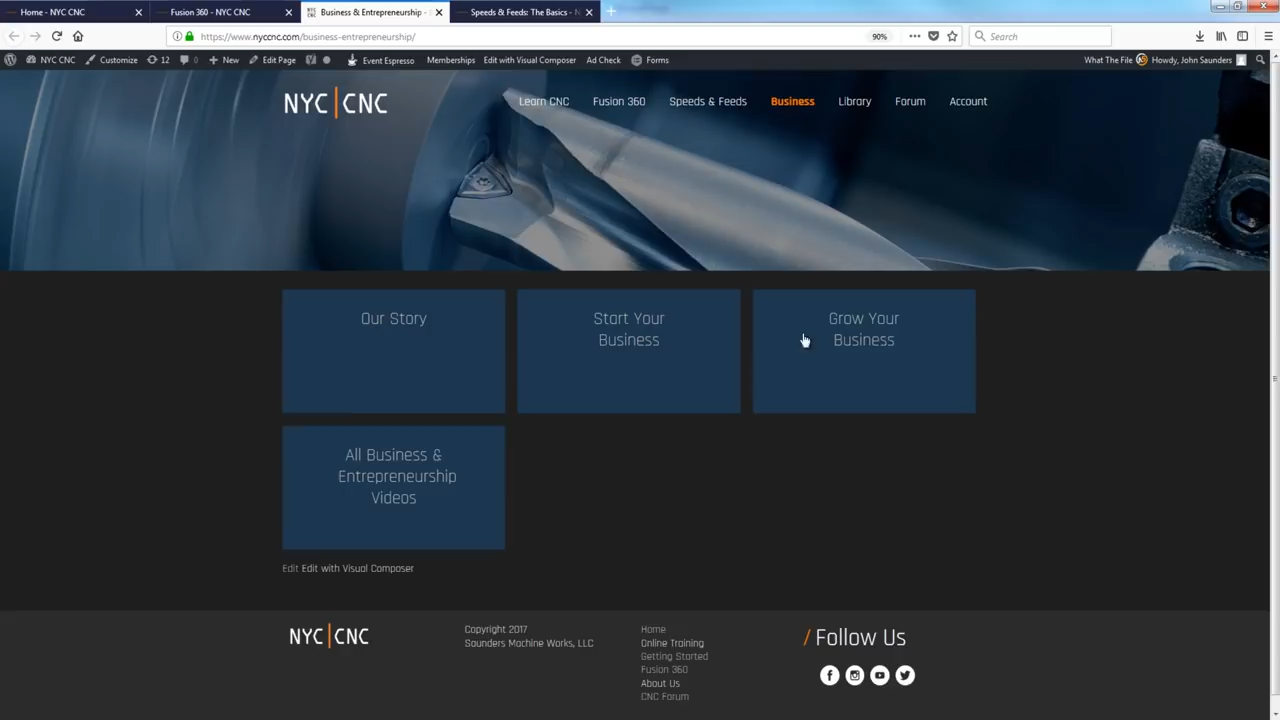 Home - NYC CNC
Fusion 360 - NYC CNC
Business & Entrepreneurship -
Speeds & Feeds: The Basics - N
https://www.nyccnc.com/business-entrepreneurship/
90%
Search
NYC CNC
Customize
12
0
New
Edit Page
Event Espresso
Memberships
Edit with Visual Composer
Ad Check
Forms
What The File
Howdy, John Saunders
NYC|CNC
Learn CNC
Fusion 360
Speeds & Feeds
Business
Library
Forum
Account
Our Story
Start Your
Business
Grow Your
Business
All Business &
Entrepreneurship
Videos
Edit Edit with Visual Composer
NYC|CNC
Copyright 2017
Saunders Machine Works, LLC
Home
Online Training
Getting Started
Fusion 360
About Us
CNC Forum
/ Follow Us